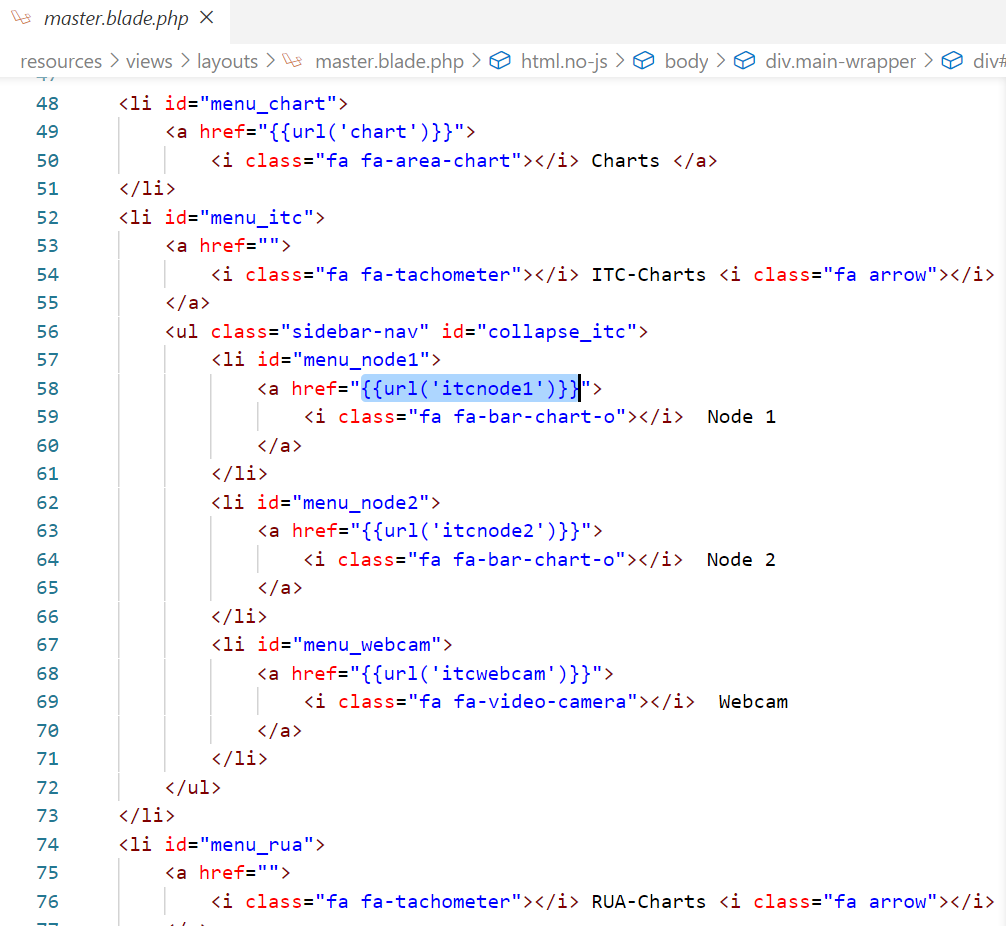 master.blade.php ×
resources > views > layouts > master.blade.php > html.no-js > body > div.main-wrapper > div#
47
48 <li id="menu_chart">
49 <a href="{{url('chart')}}">
50 <i class="fa fa-area-chart"></i> Charts </a>
51 </li>
52 <li id="menu_itc">
53 <a href="">
54 <i class="fa fa-tachometer"></i> ITC-Charts <i class="fa arrow"></i>
55 </a>
56 <ul class="sidebar-nav" id="collapse_itc">
57 <li id="menu_node1">
58 <a href="{{url('itcnode1')}}">
59 <i class="fa fa-bar-chart-o"></i>  Node 1
60 </a>
61 </li>
62 <li id="menu_node2">
63 <a href="{{url('itcnode2')}}">
64 <i class="fa fa-bar-chart-o"></i>  Node 2
65 </a>
66 </li>
67 <li id="menu_webcam">
68 <a href="{{url('itcwebcam')}}">
69 <i class="fa fa-video-camera"></i>  Webcam
70 </a>
71 </li>
72 </ul>
73 </li>
74 <li id="menu_rua">
75 <a href="">
76 <i class="fa fa-tachometer"></i> RUA-Charts <i class="fa arrow"></i>